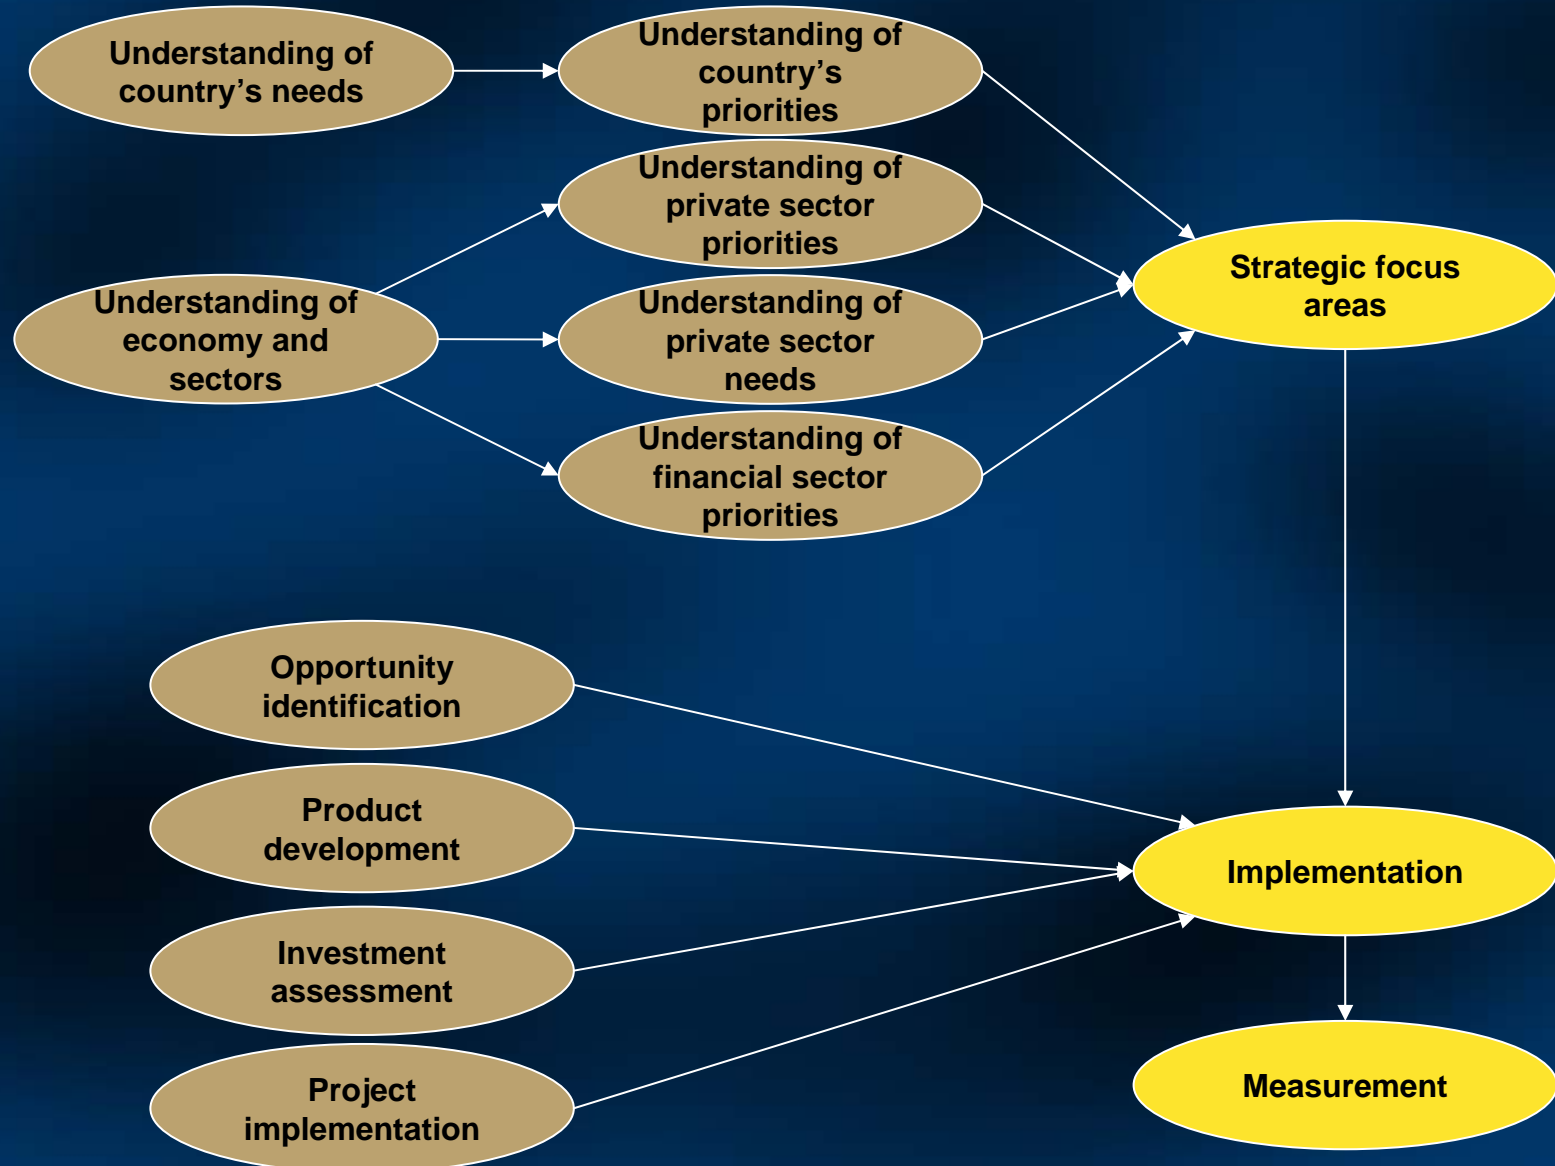 Understanding of
country’s needs
Understanding of
country’s
priorities
Understanding of
private sector
priorities
Understanding of
economy and
sectors
Understanding of
private sector
needs
Understanding of
financial sector
priorities
Strategic focus
areas
Opportunity
identification
Product
development
Investment
assessment
Project
implementation
Implementation
Measurement